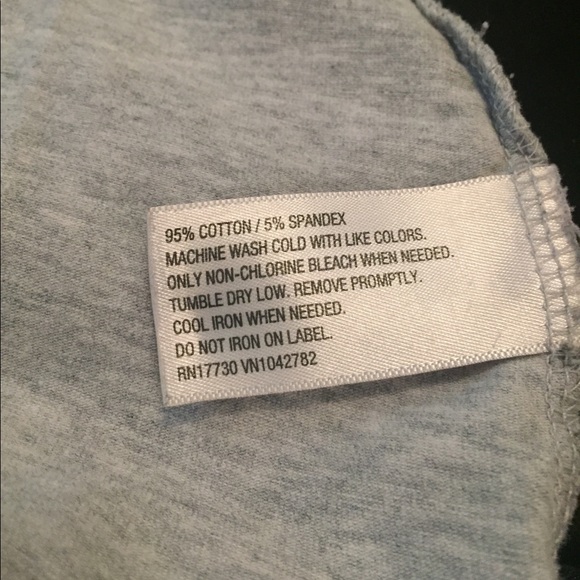 95% COTTON / 5% SPANDEX
MACHINE WASH COLD WITH LIKE COLORS.
ONLY NON-CHLORINE BLEACH WHEN NEEDED.
TUMBLE DRY LOW. REMOVE PROMPTLY.
COOL IRON WHEN NEEDED.
DO NOT IRON ON LABEL.
RN17730 VN1042782